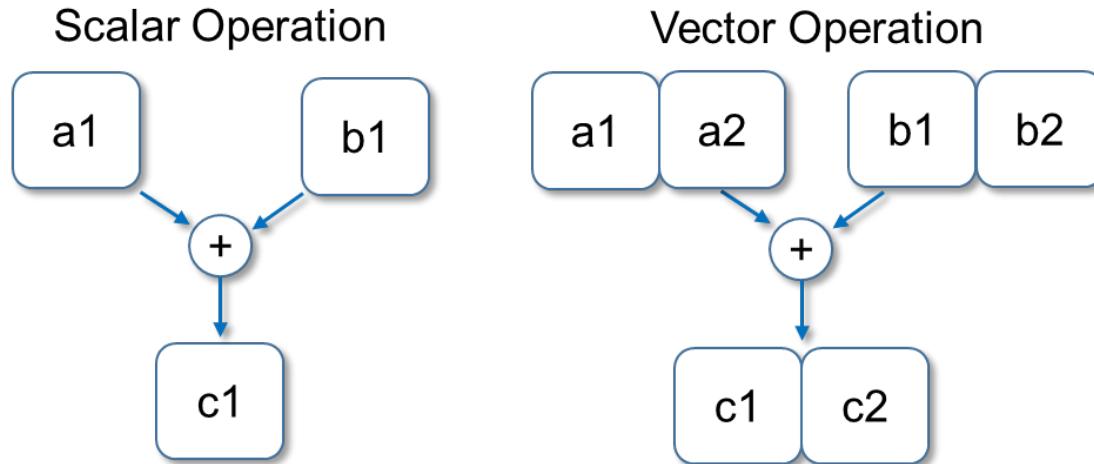 Scalar Operation
Vector Operation
a1
b1
a1
a2
b1
b2
+
+
c1
c1
c2